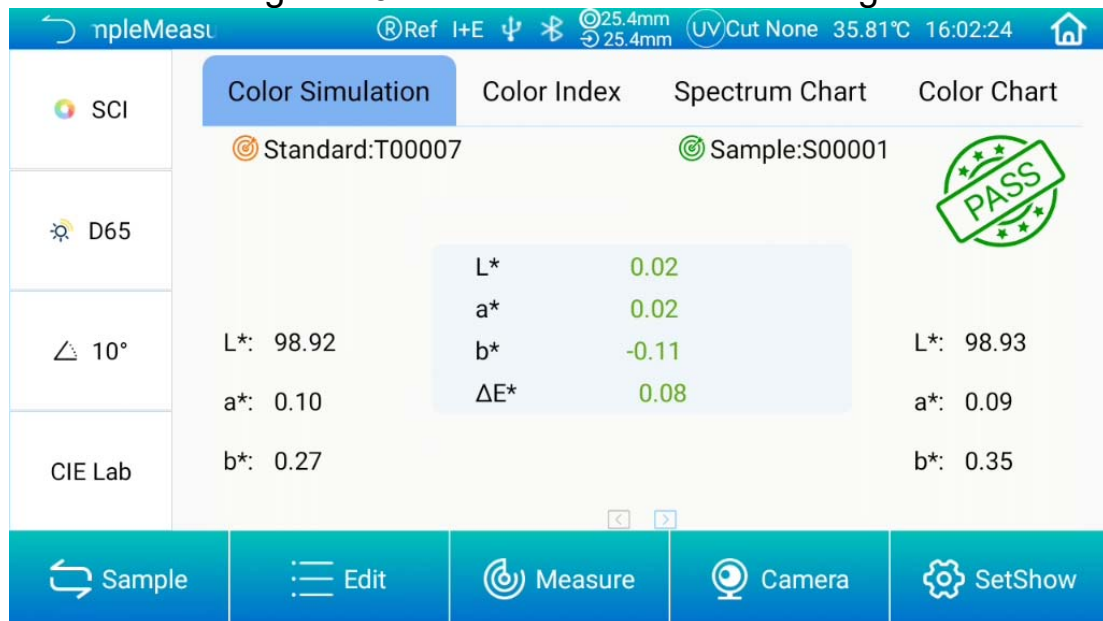 npleMeasu ®Ref I+E 25.4mm 25.4mm UV Cut None 35.81℃ 16:02:24
SCI
D65
10°
CIE Lab
Color Simulation Color Index Spectrum Chart Color Chart
Standard:T00007 Sample:S00001
PASS
L* 0.02
a* 0.02
b* -0.11
ΔE* 0.08
L*: 98.92
a*: 0.10
b*: 0.27
L*: 98.93
a*: 0.09
b*: 0.35
< >
Sample Edit Measure Camera SetShow